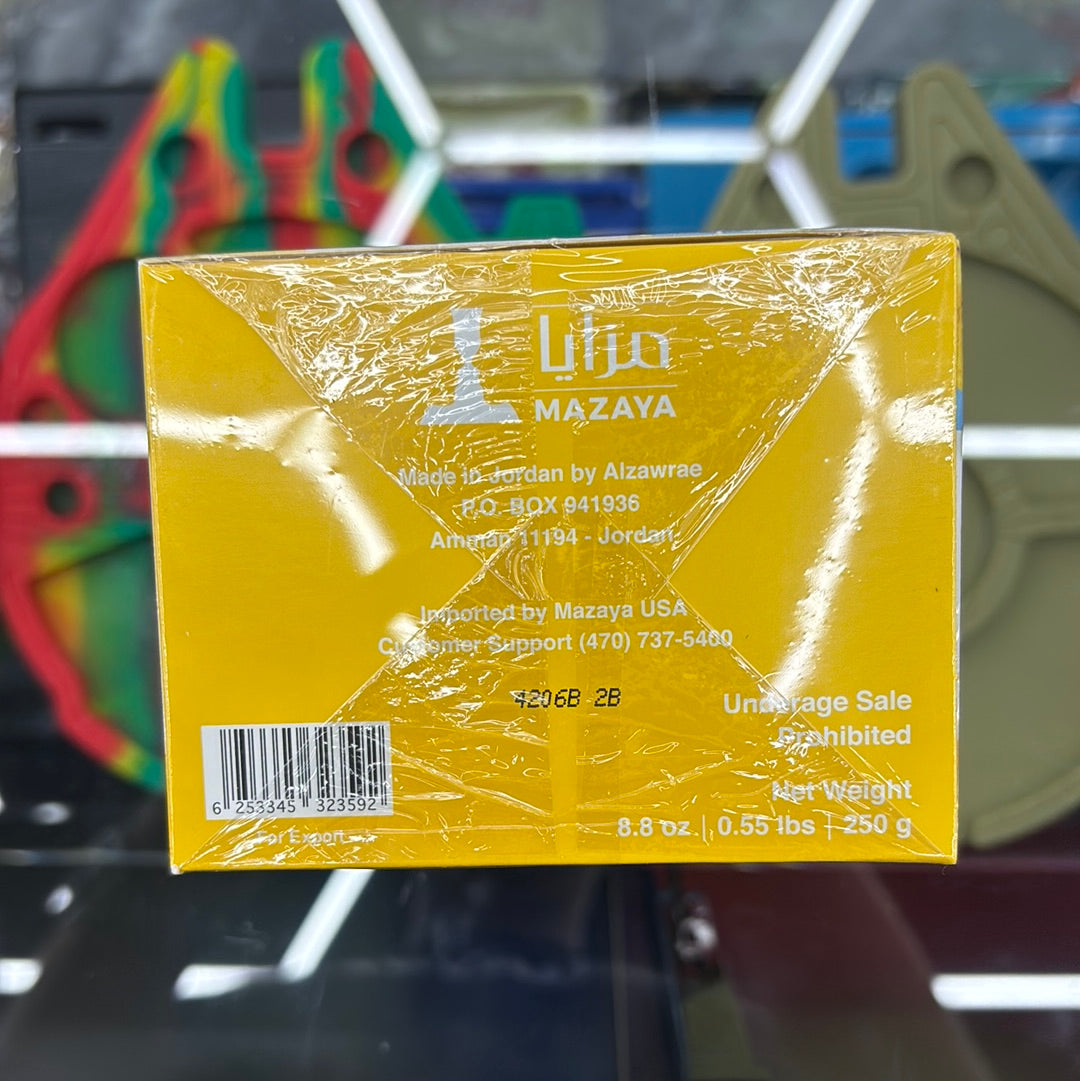 مزايا
MAZAYA
Made in Jordan by Alzawrae
P.O. BOX 941936
Amman 11194 - Jordan
Imported by Mazaya USA
Customer Support (470) 737-5400
4206B 2B
Underage Sale
Prohibited
Net Weight
8.8 oz | 0.55 lbs | 250 g
6 253345 323592
For Export